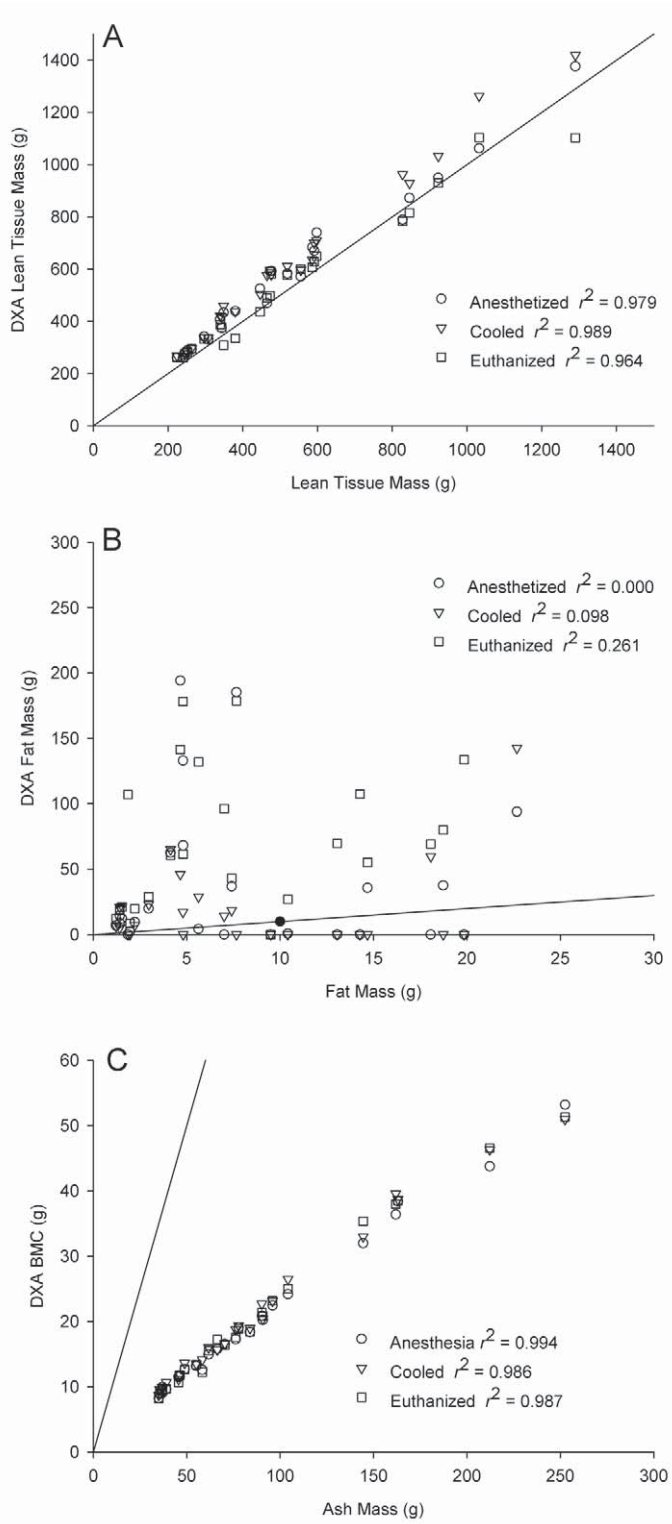 A
1400
1200
1000
800
600
400
200
0
DXA Lean Tissue Mass (g)
Anesthetized r² = 0.979
Cooled r² = 0.989
Euthanized r² = 0.964
0 200 400 600 800 1000 1200 1400
Lean Tissue Mass (g)
B
300
250
200
150
100
50
0
DXA Fat Mass (g)
Anesthetized r² = 0.000
Cooled r² = 0.098
Euthanized r² = 0.261
0 5 10 15 20 25 30
Fat Mass (g)
C
60
50
40
30
20
10
0
DXA BMC (g)
Anesthesia r² = 0.994
Cooled r² = 0.986
Euthanized r² = 0.987
0 50 100 150 200 250 300
Ash Mass (g)